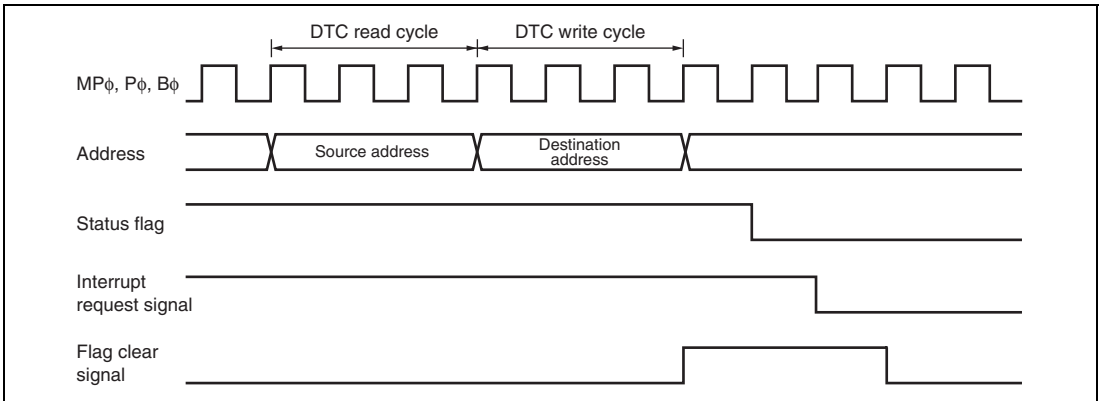 DTC read cycle
DTC write cycle
MPϕ, Pϕ, Bϕ
Address
Source address
Destination
address
Status flag
Interrupt
request signal
Flag clear
signal